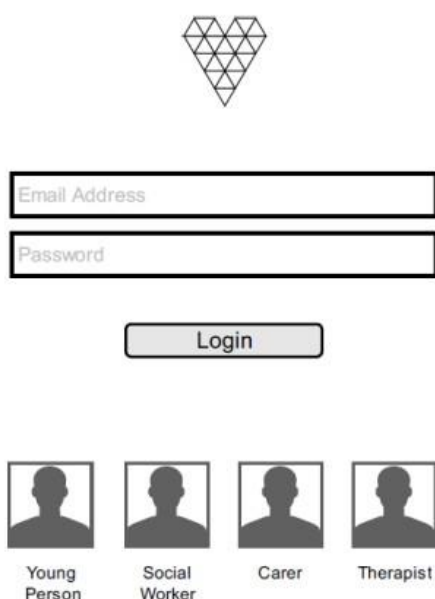 Email Address
Password
Login
Young Person
Social Worker
Carer
Therapist